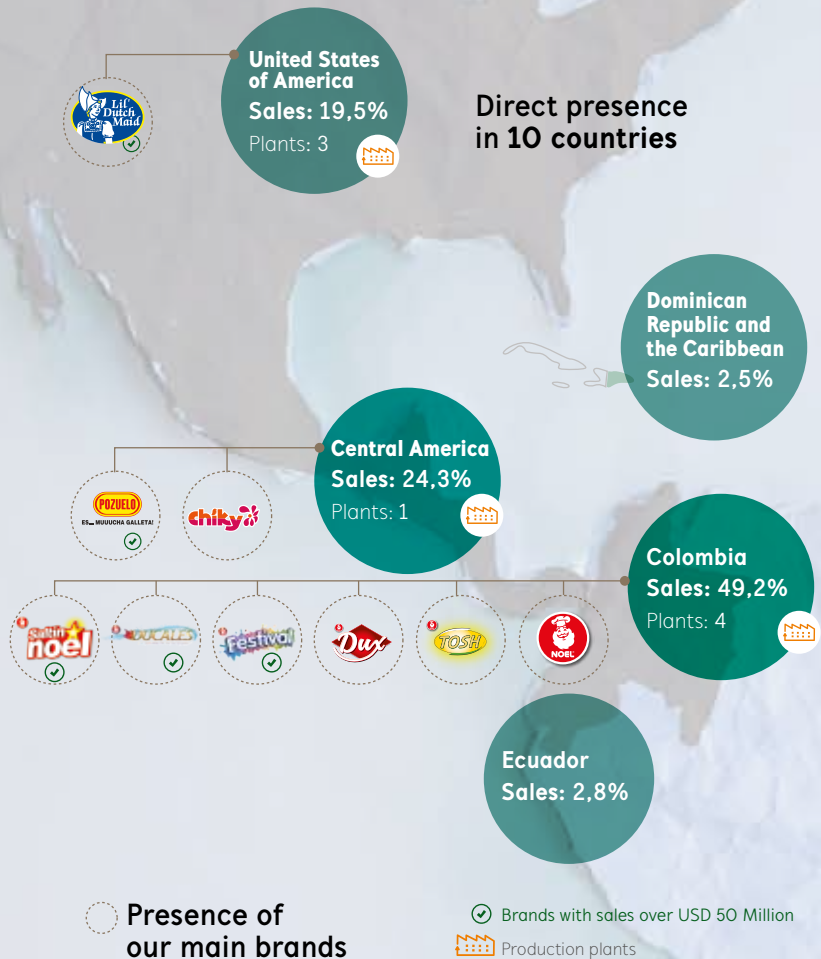 United States
of America
Sales: 19,5%
Plants: 3
Lil'
Dutch
Maid
Direct presence
in 10 countries
Dominican
Republic and
the Caribbean
Sales: 2,5%
Central America
Sales: 24,3%
Plants: 1
POZUELO
ES... MUUUCHA GALLETA!
chiky
Colombia
Sales: 49,2%
Plants: 4
Saltín
noel
DUCALES
Festival
Dux
TOSH
NOEL
Ecuador
Sales: 2,8%
Presence of
our main brands
Brands with sales over USD 50 Million
Production plants